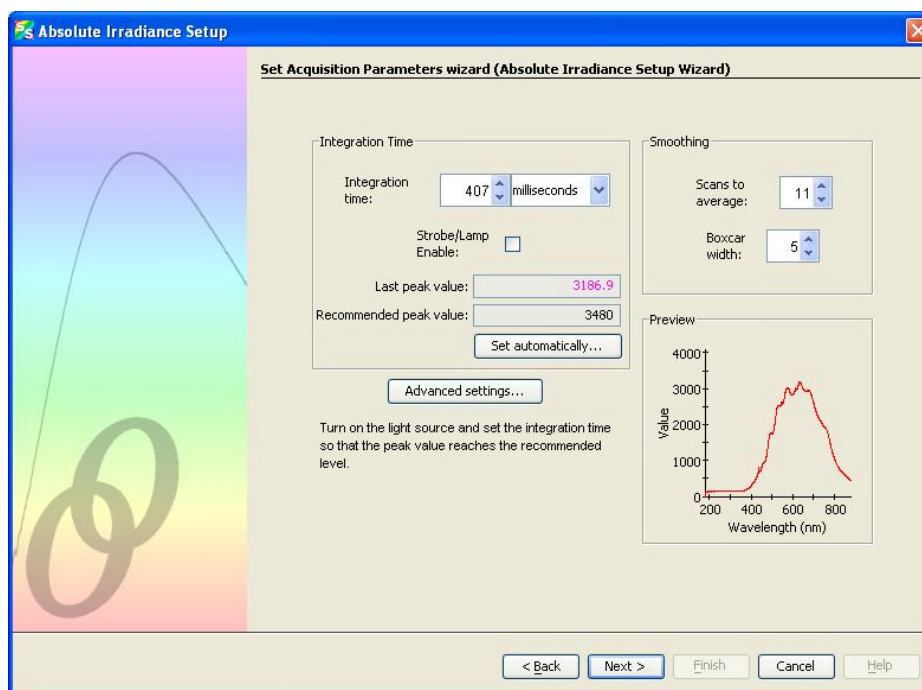 Absolute Irradiance Setup
Set Acquisition Parameters wizard (Absolute Irradiance Setup Wizard)
Integration Time
Integration
time:
407
milliseconds
Strobe/Lamp
Enable:
Last peak value:
3186.9
Recommended peak value:
3480
Set automatically...
Advanced settings...
Turn on the light source and set the integration time
so that the peak value reaches the recommended
level.
Smoothing
Scans to
average:
11
Boxcar
width:
5
Preview
4000
3000
2000
1000
0
Value
200 400 600 800
Wavelength (nm)
< Back
Next >
Finish
Cancel
Help